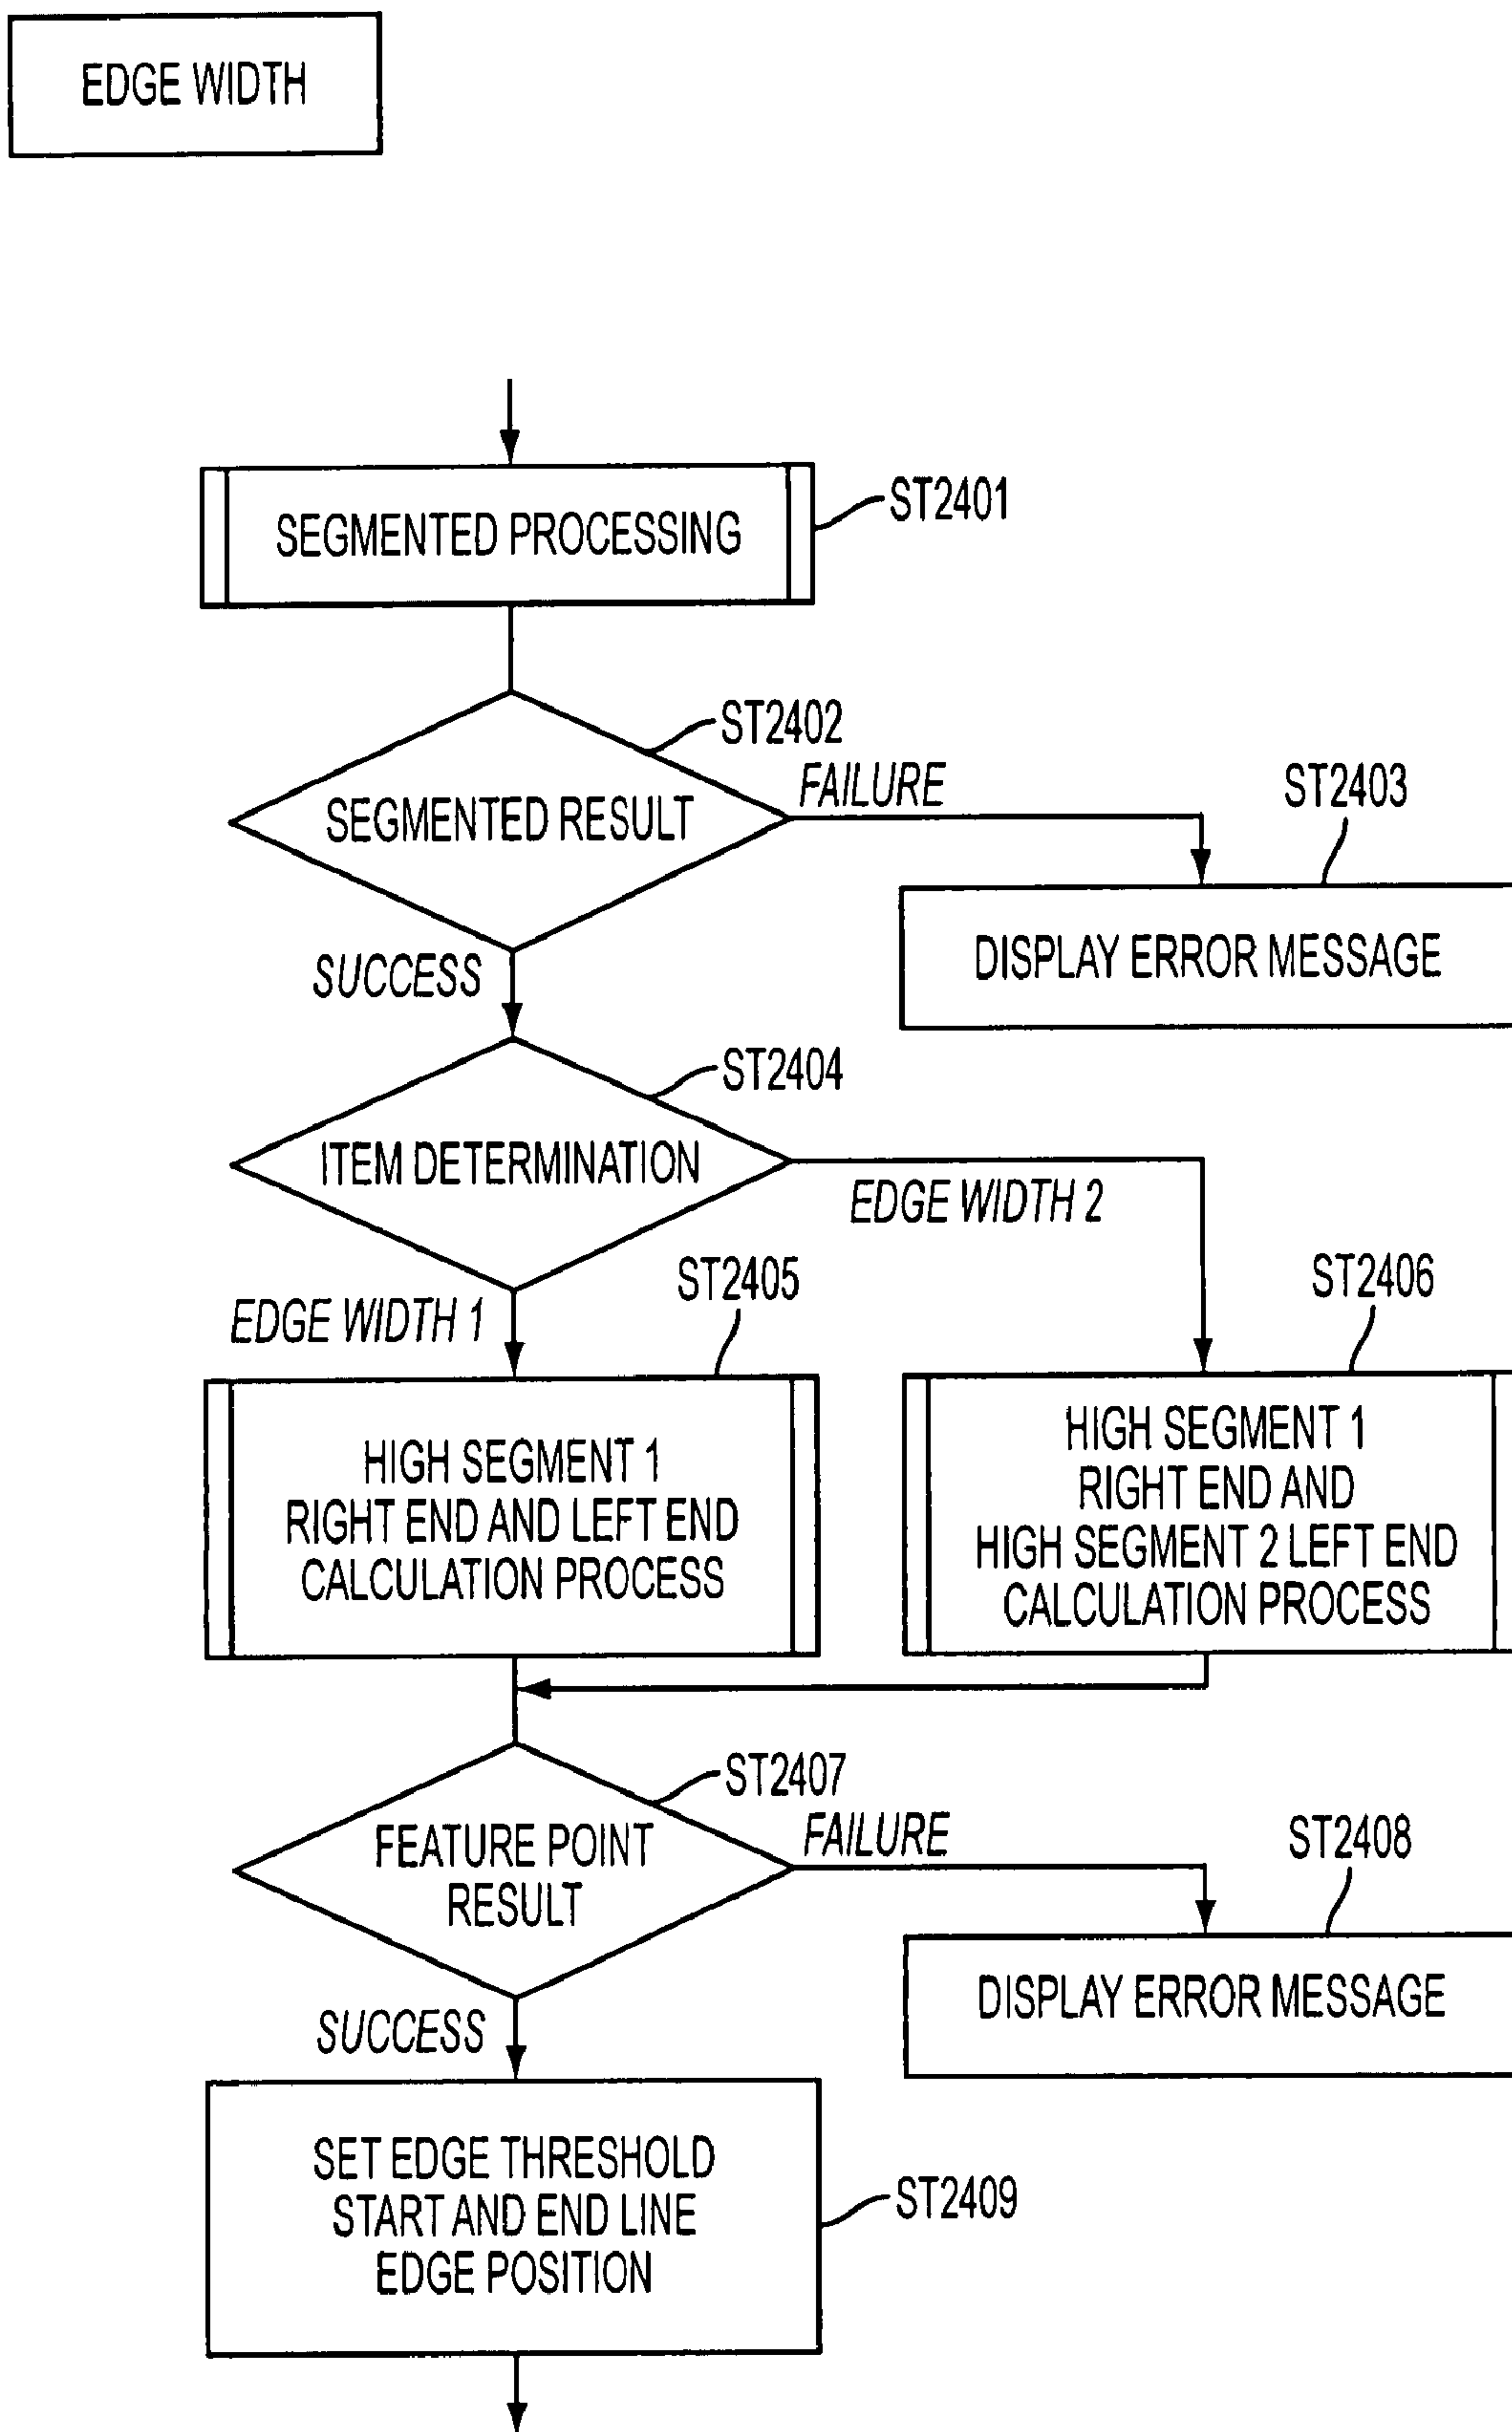 EDGE WIDTH
SEGMENTED PROCESSING
ST2401
ST2402
SEGMENTED RESULT
FAILURE
ST2403
DISPLAY ERROR MESSAGE
SUCCESS
ST2404
ITEM DETERMINATION
EDGE WIDTH 2
EDGE WIDTH 1
ST2405
HIGH SEGMENT 1
RIGHT END AND LEFT END
CALCULATION PROCESS
ST2406
HIGH SEGMENT 1
RIGHT END AND
HIGH SEGMENT 2 LEFT END
CALCULATION PROCESS
ST2407
FEATURE POINT
RESULT
FAILURE
ST2408
DISPLAY ERROR MESSAGE
SUCCESS
SET EDGE THRESHOLD
START AND END LINE
EDGE POSITION
ST2409